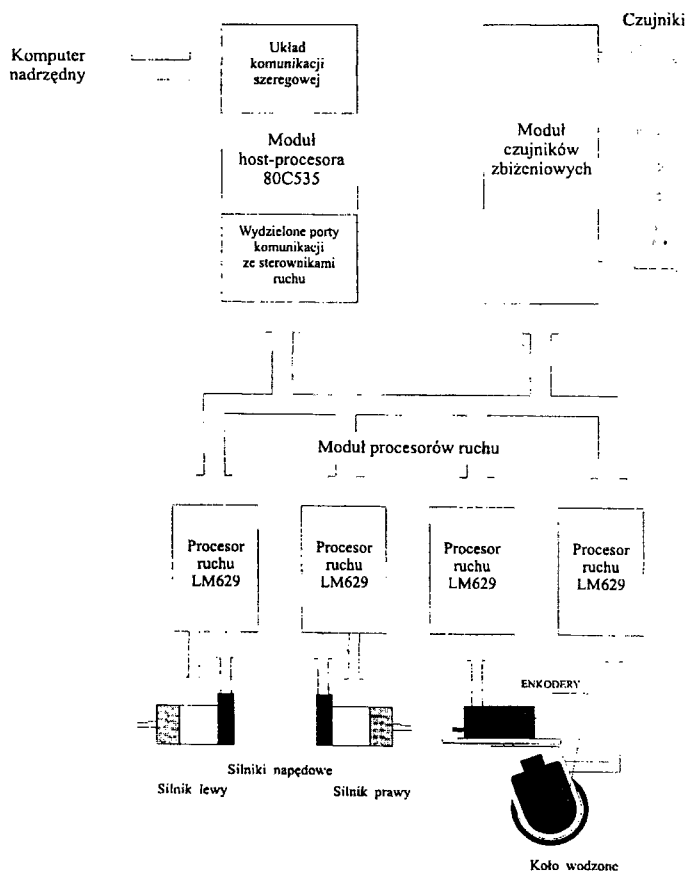 Czujniki
Komputer
nadrzędny
Układ
komunikacji
szeregowej
Moduł
host-procesora
80C535
Wydzielone porty
komunikacji
ze sterownikami
ruchu
Moduł
czujników
zbiżeniowych
Moduł procesorów ruchu
Procesor
ruchu
LM629
Procesor
ruchu
LM629
Procesor
ruchu
LM629
Procesor
ruchu
LM629
ENKODERY
Silniki napędowe
Silnik lewy
Silnik prawy
Koło wodzone